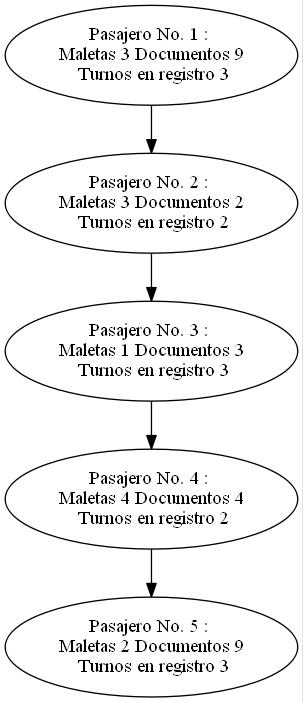 Pasajero No. 1 :
Maletas 3 Documentos 9
Turnos en registro 3
Pasajero No. 2 :
Maletas 3 Documentos 2
Turnos en registro 2
Pasajero No. 3 :
Maletas 1 Documentos 3
Turnos en registro 3
Pasajero No. 4 :
Maletas 4 Documentos 4
Turnos en registro 2
Pasajero No. 5 :
Maletas 2 Documentos 9
Turnos en registro 3